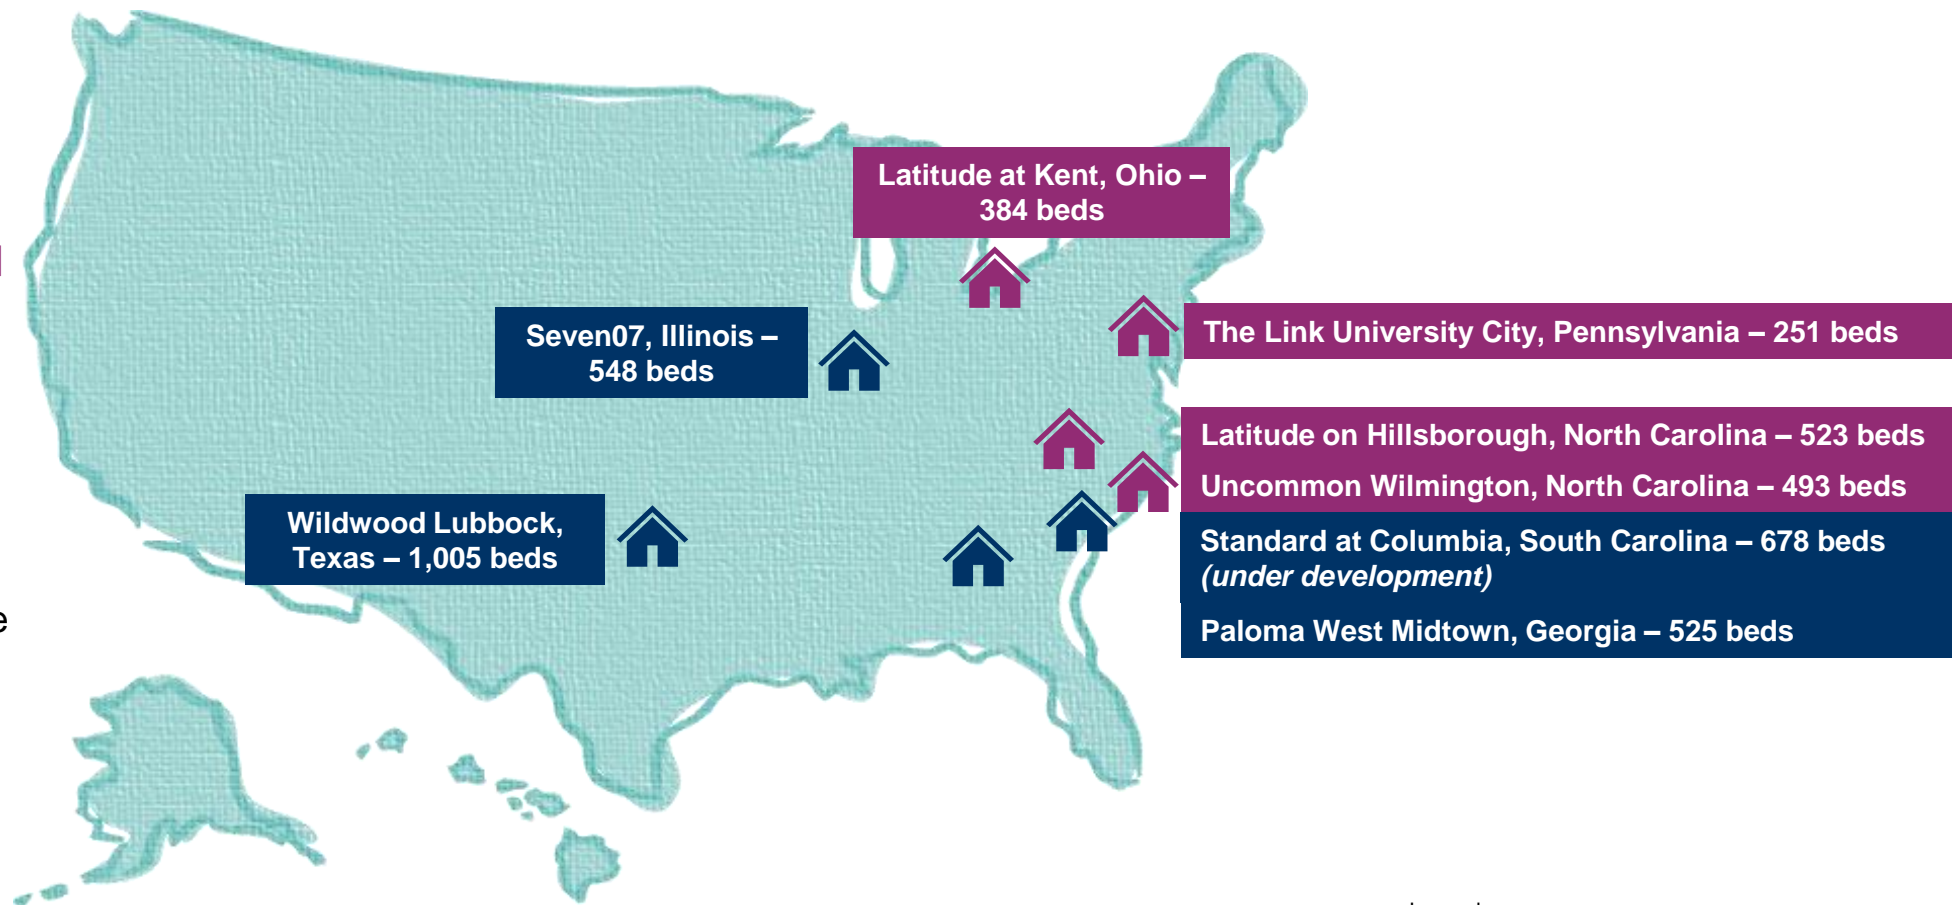 Latitude at Kent, Ohio –
384 beds
Seven07, Illinois –
548 beds
The Link University City, Pennsylvania – 251 beds
Latitude on Hillsborough, North Carolina – 523 beds
Uncommon Wilmington, North Carolina – 493 beds
Wildwood Lubbock,
Texas – 1,005 beds
Standard at Columbia, South Carolina – 678 beds
(under development)
Paloma West Midtown, Georgia – 525 beds
e